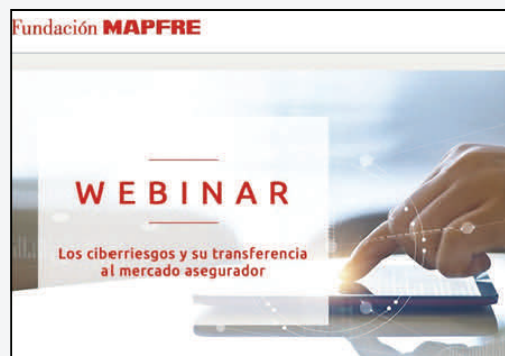 Fundación MAPFRE
WEBINAR
Los ciberriesgos y su transferencia
al mercado asegurador